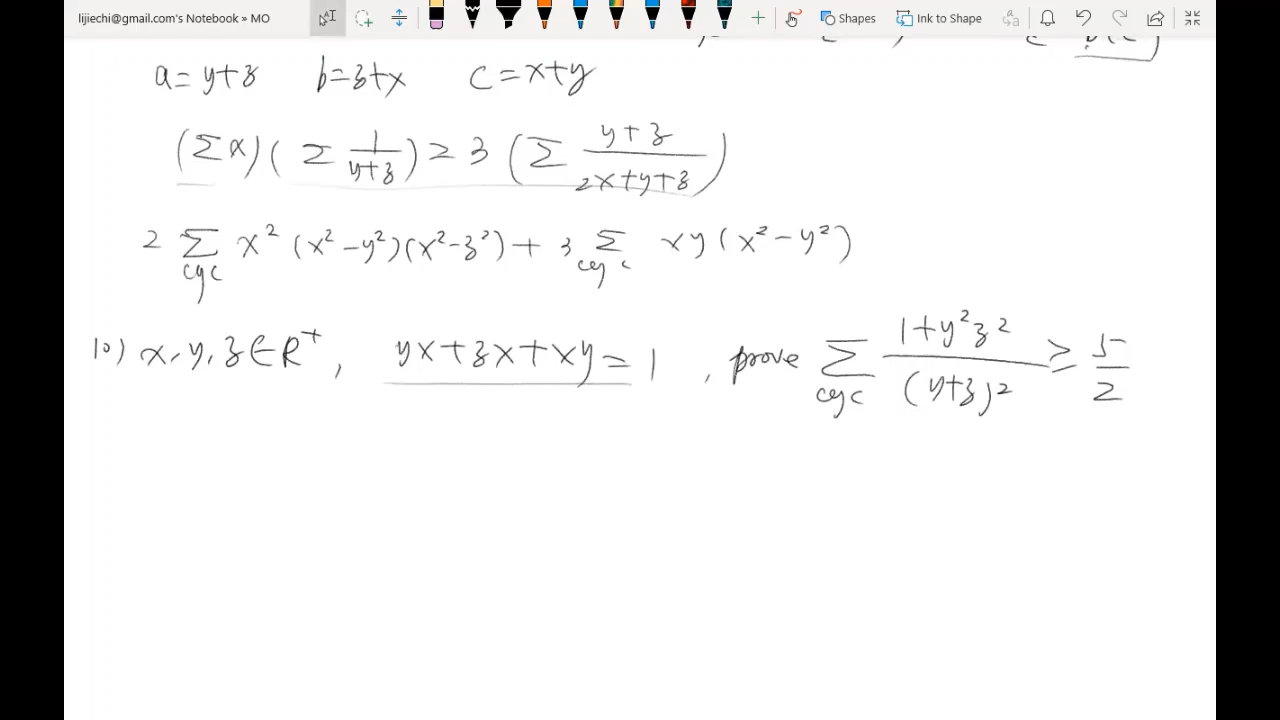 lijiechi@gmail.com's Notebook » MO
Shapes
Ink to Shape
a = y+z   b = z+x   c = x+y
(Σx)(Σ 1/(y+z)) ≥ 3 (Σ (y+z)/(2x+y+z))
2 Σ_cyc x²(x²-y²)(x²-z²) + 3 Σ_cyc xy(x²-y²)
10) x, y, z ∈ R⁺, yx+zx+xy=1, prove Σ_cyc (1+y²z²)/(y+z)² ≥ 5/2